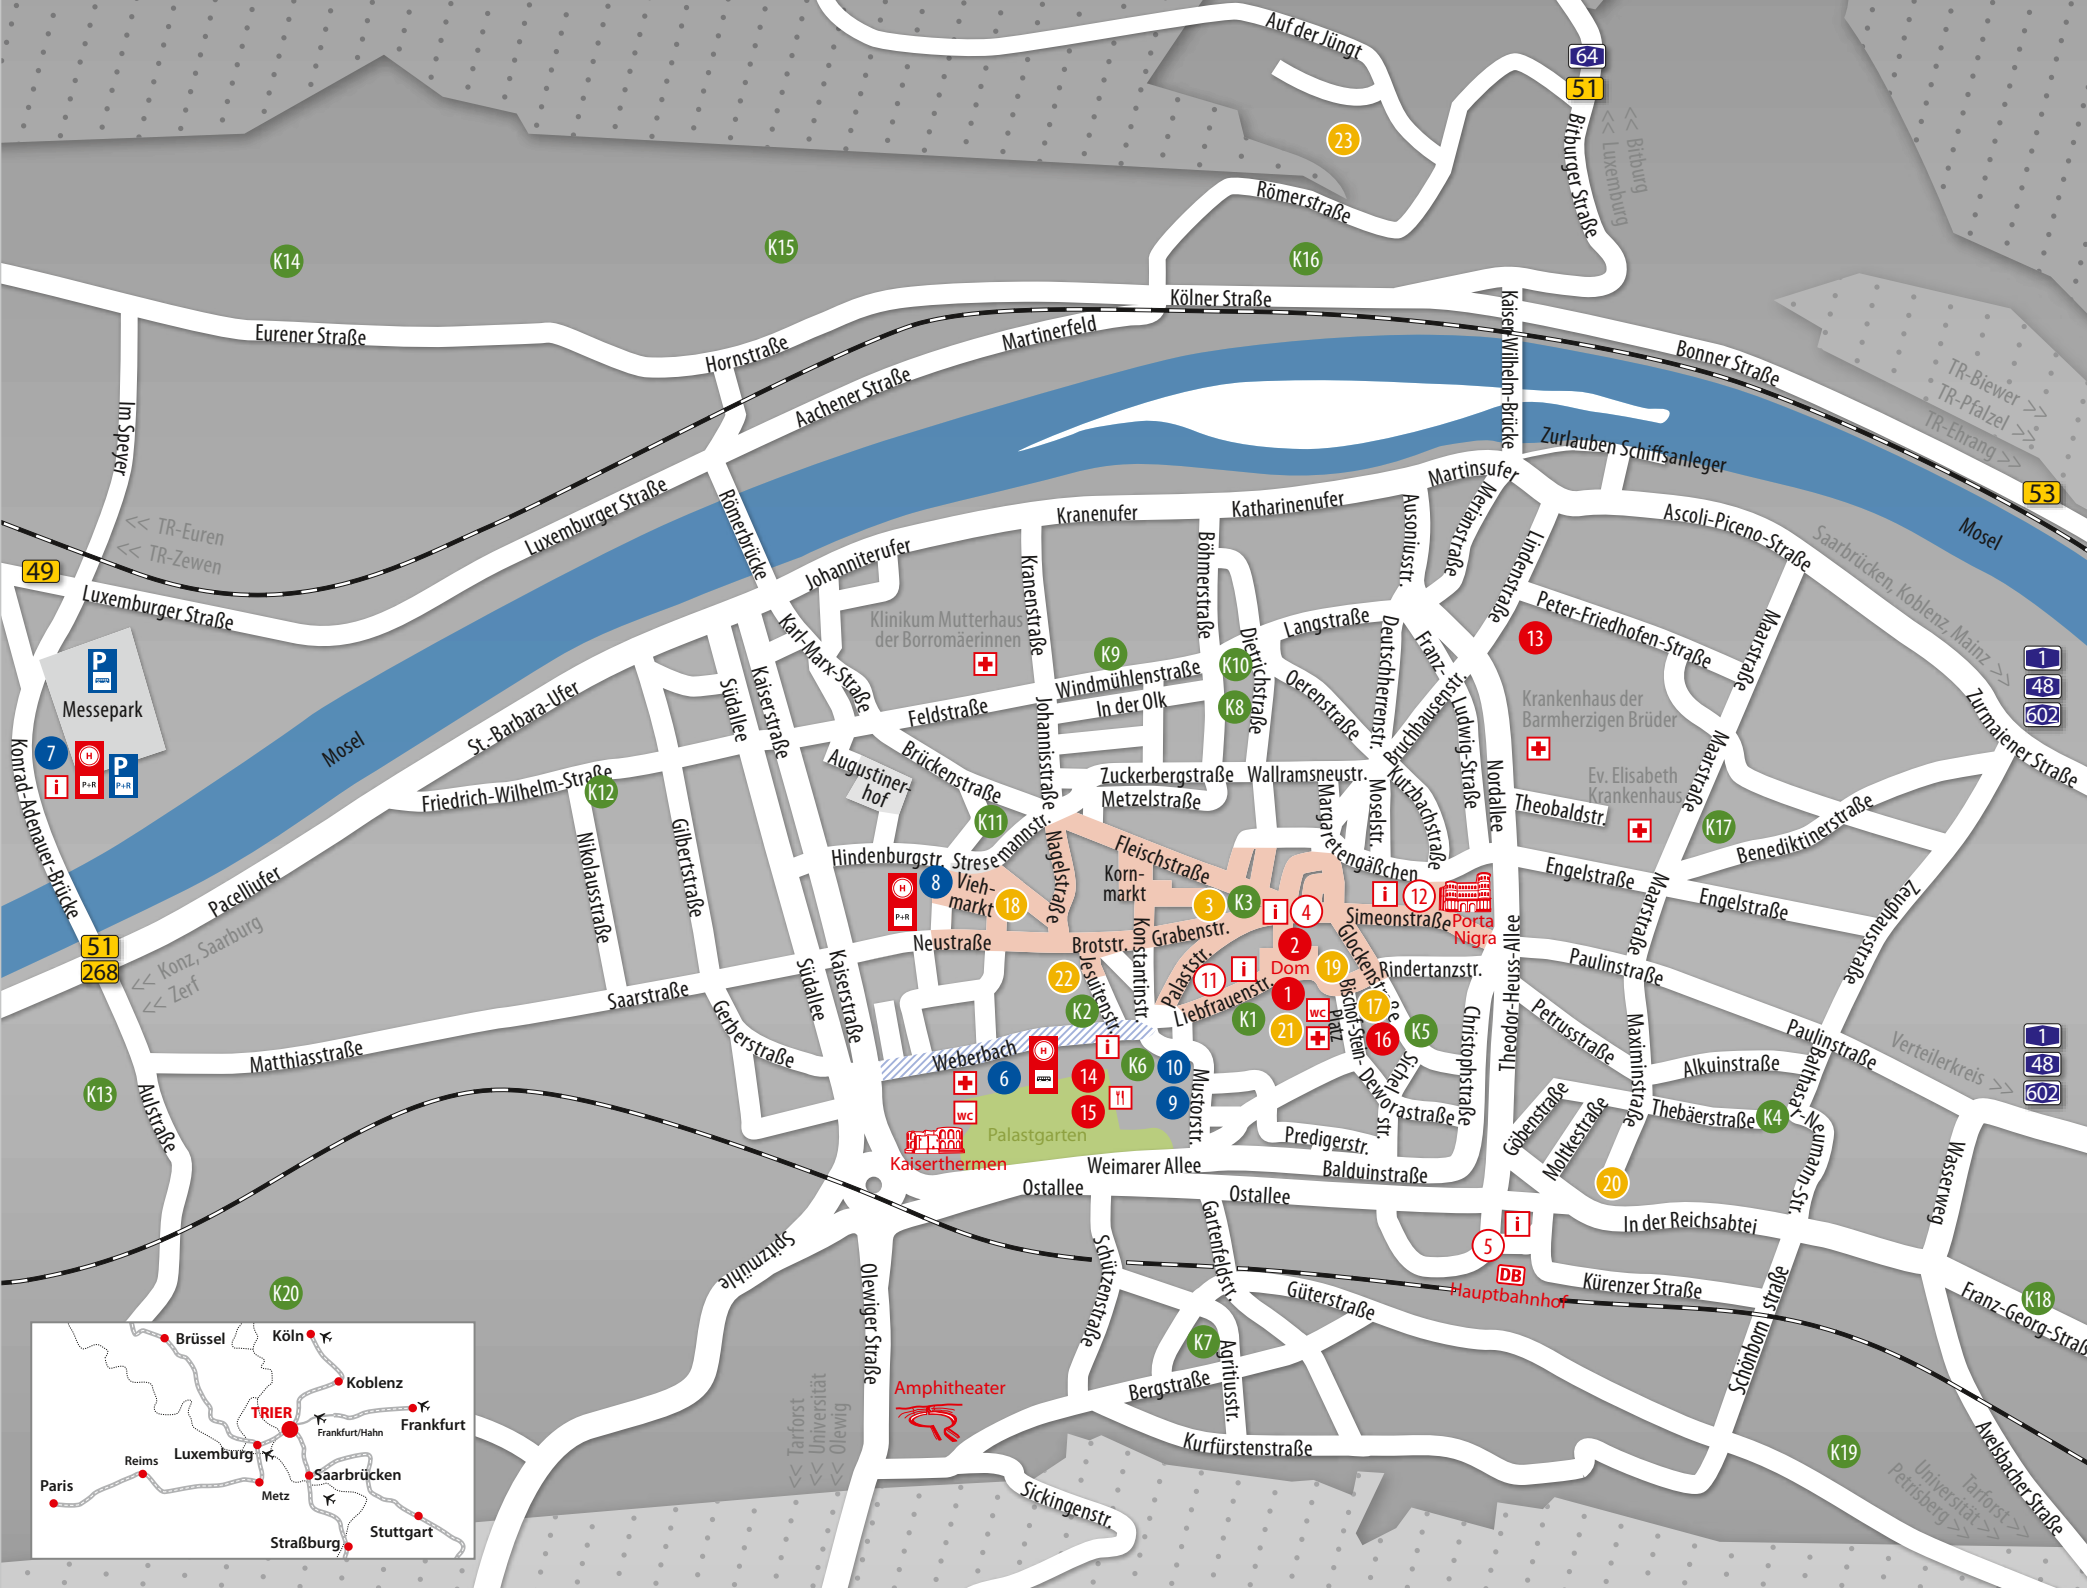 Auf der Jüngt
64
51
Bitburger Straße
<< Bitburg
<< Luxemburg
23
Römerstraße
K14
K15
K16
Kölner Straße
Eurener Straße
Hornstraße
Martinerfeld
Kaiser-Wilhelm-Brücke
Bonner Straße
TR-Biewer >>
TR-Pfalzel >>
TR-Ehrang >>
Aachener Straße
Im Speyer
Zurlauben Schiffsanleger
53
Mosel
Martinsufer
Luxemburger Straße
Römerbrücke
Kranenufer
Katharinenufer
Ausoniusstr.
Merianstraße
Lindenstraße
Ascoli-Piceno-Straße
Saarbrücken, Koblenz, Mainz >>
<< TR-Euren
<< TR-Zewen
49
Luxemburger Straße
Johanniterufer
Kranenstraße
Böhmerstraße
Klinikum Mutterhaus
der Borromäerinnen
Karl-Marx-Straße
Langstraße
Dietrichstraße
Deutschherrenstr.
Franz-Ludwig-Straße
Peter-Friedhofen-Straße
Maarstraße
13
K9
K10
K8
Windmühlenstraße
In der Olk
Oerenstraße
Bruchhausenstr.
Krankenhaus der
Barmherzigen Brüder
1
48
602
P
Messepark
7
i
H
P+R
P
P+R
Konrad-Adenauer-Brücke
Mosel
St.-Barbara-Ufer
Südallee
Kaiserstraße
Feldstraße
Johannisstraße
Zurmaiener Straße
Friedrich-Wilhelm-Straße
K12
Augustiner-
hof
Brückenstraße
Zuckerbergstraße
Wallramsneustr.
Metzelstraße
Moselstr.
Kutzbachstraße
Nordallee
Theobaldstr.
Ev. Elisabeth
Krankenhaus
Maarstraße
K17
Benediktinerstraße
K11
Nikolausstraße
Gilbertstraße
Hindenburgstr.
Stresemannstr.
Nagelstraße
Fleischstraße
Margaretengäßchen
Engelstraße
Engelstraße
Maarstraße
Zeughausstraße
Pacelliufer
H
P+R
8
Vieh-
markt
18
Korn-
markt
3
K3
i
4
i
12
Simeonstraße
Porta
Nigra
51
268
<< Konz, Saarburg
<< Zerf
Neustraße
Brotstr.
Grabenstr.
Konstantinstr.
2
Dom
19
Glockenstraße
Rindertanzstr.
Paulinstraße
Theodor-Heuss-Allee
22
Jesuitenstr.
Palaststr.
11
i
Liebfrauenstr.
1
WC
Bischof-Stein-Platz
17
16
K5
Saarstraße
Südallee
Kaiserstraße
Gerberstraße
K2
K1
21
Sichelstr.
Christophstraße
Petrusstraße
Maximinstraße
Paulinstraße
Verteilerkreis >>
1
48
602
Matthiasstraße
Weberbach
H
i
K6
10
6
14
15
9
WC
Mustorstr.
Deworastraße
Alkuinstraße
Thebäerstraße
K4
Balthasar-Neumann-Str.
K13
Aulstraße
Palastgarten
Kaiserthermen
Predigerstr.
Göbenstraße
Moltkestraße
Weimarer Allee
Balduinstraße
20
Wasserweg
Ostallee
Ostallee
In der Reichsabtei
i
5
DB
Hauptbahnhof
Kürenzer Straße
Spitzmühle
Olewiger Straße
Schützenstraße
Gartenfeldstr.
Güterstraße
Schönbornstraße
K18
Franz-Georg-Straß
K20
K7
Agritiusstr.
Bergstraße
Amphitheater
<< Tarforst
<< Universität
<< Olewig
Kurfürstenstraße
K19
Avelsbacher Straße
Sickingenstr.
Tarforst >>
Universität >>
Petrisberg >>
Brüssel
Köln
Koblenz
TRIER
Frankfurt
Frankfurt/Hahn
Luxemburg
Reims
Saarbrücken
Paris
Metz
Stuttgart
Straßburg